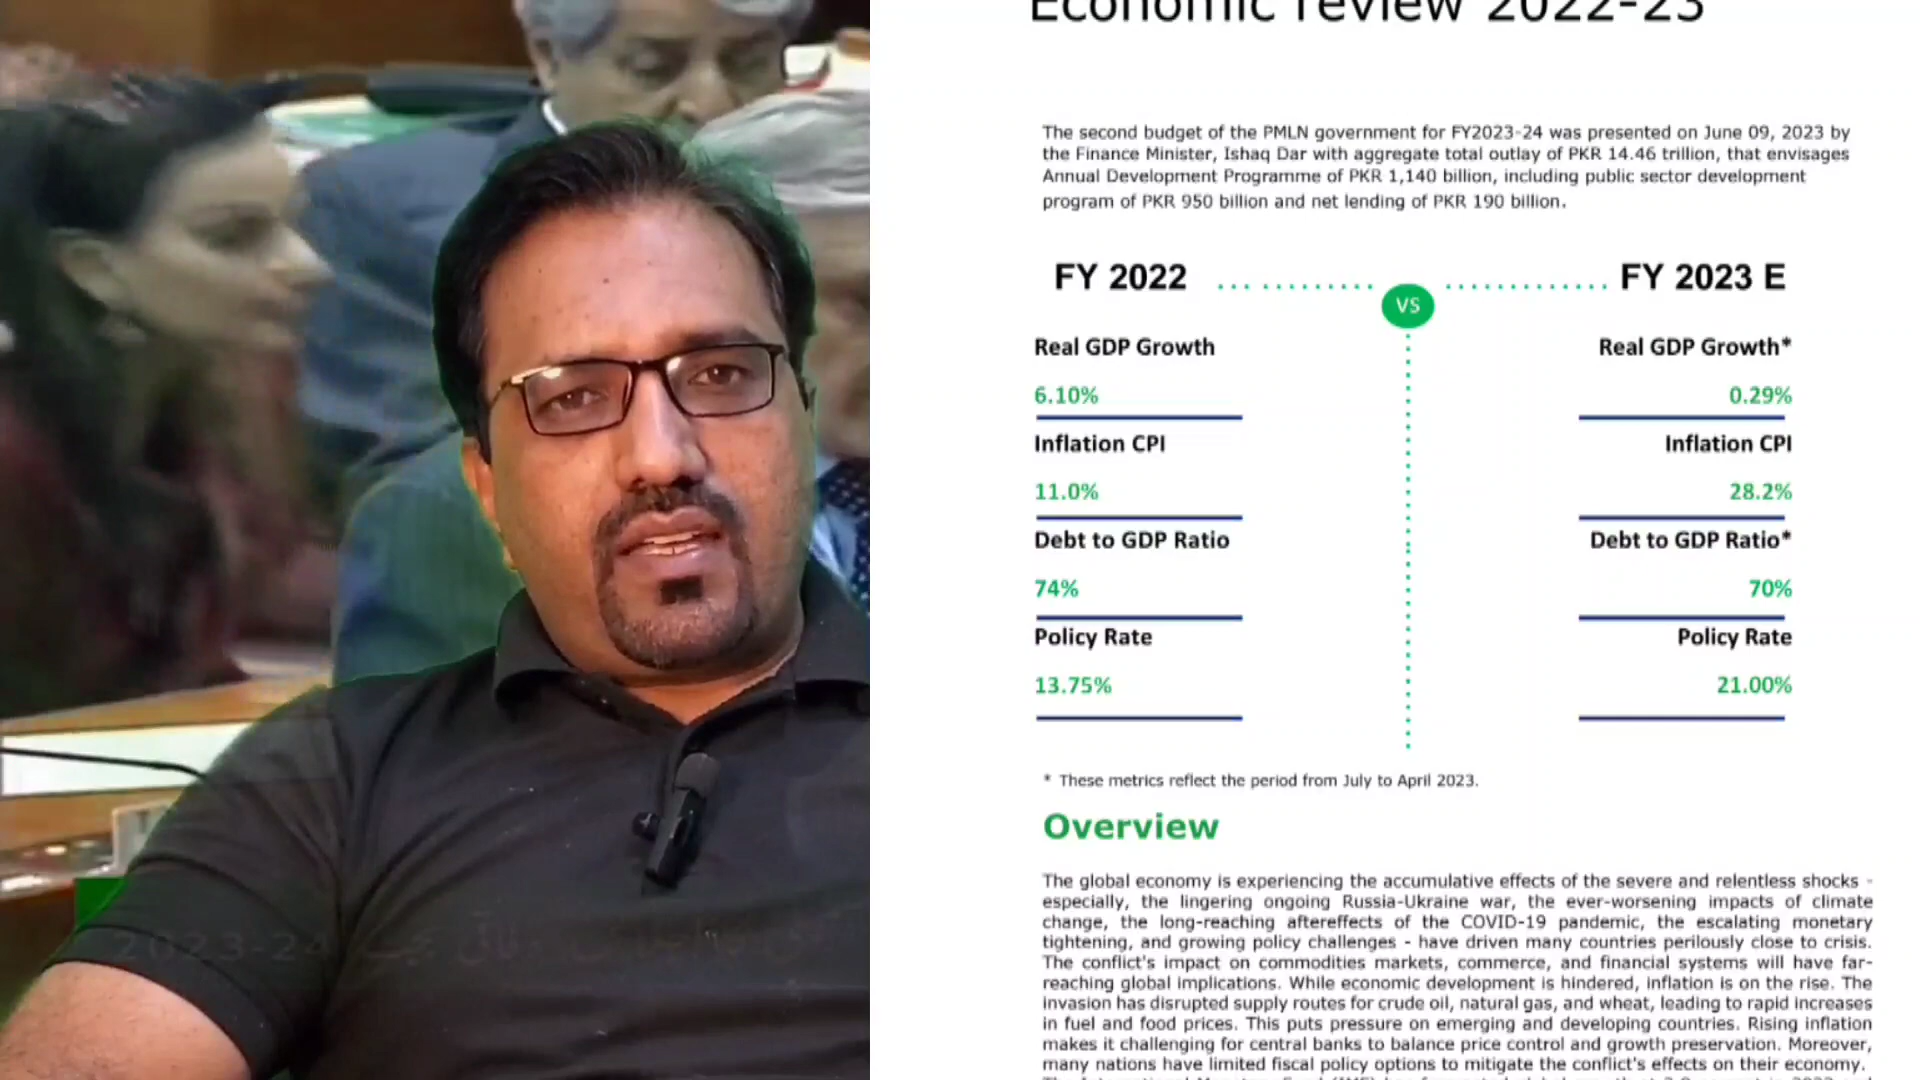 Economic review 2022-23
The second budget of the PMLN government for FY2023-24 was presented on June 09, 2023 by
the Finance Minister, Ishaq Dar with aggregate total outlay of PKR 14.46 trillion, that envisages
Annual Development Programme of PKR 1,140 billion, including public sector development
program of PKR 950 billion and net lending of PKR 190 billion.
FY 2022
VS
FY 2023 E
Real GDP Growth
Real GDP Growth*
6.10%
0.29%
Inflation CPI
Inflation CPI
11.0%
28.2%
Debt to GDP Ratio
Debt to GDP Ratio*
74%
70%
Policy Rate
Policy Rate
13.75%
21.00%
* These metrics reflect the period from July to April 2023.
Overview
The global economy is experiencing the accumulative effects of the severe and relentless shocks -
especially, the lingering ongoing Russia-Ukraine war, the ever-worsening impacts of climate
change, the long-reaching aftereffects of the COVID-19 pandemic, the escalating monetary
tightening, and growing policy challenges - have driven many countries perilously close to crisis.
The conflict's impact on commodities markets, commerce, and financial systems will have far-
reaching global implications. While economic development is hindered, inflation is on the rise. The
invasion has disrupted supply routes for crude oil, natural gas, and wheat, leading to rapid increases
in fuel and food prices. This puts pressure on emerging and developing countries. Rising inflation
makes it challenging for central banks to balance price control and growth preservation. Moreover,
many nations have limited fiscal policy options to mitigate the conflict's effects on their economy.
2023-24